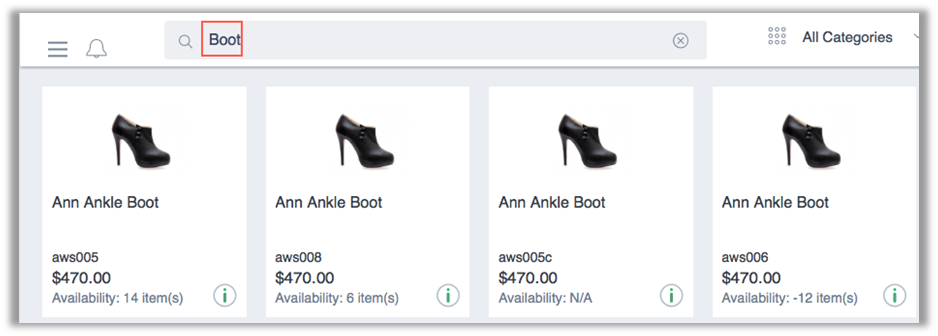 Boot
All Categories
Ann Ankle Boot
aws005
$470.00
Availability: 14 item(s)
Ann Ankle Boot
aws008
$470.00
Availability: 6 item(s)
Ann Ankle Boot
aws005c
$470.00
Availability: N/A
Ann Ankle Boot
aws006
$470.00
Availability: -12 item(s)